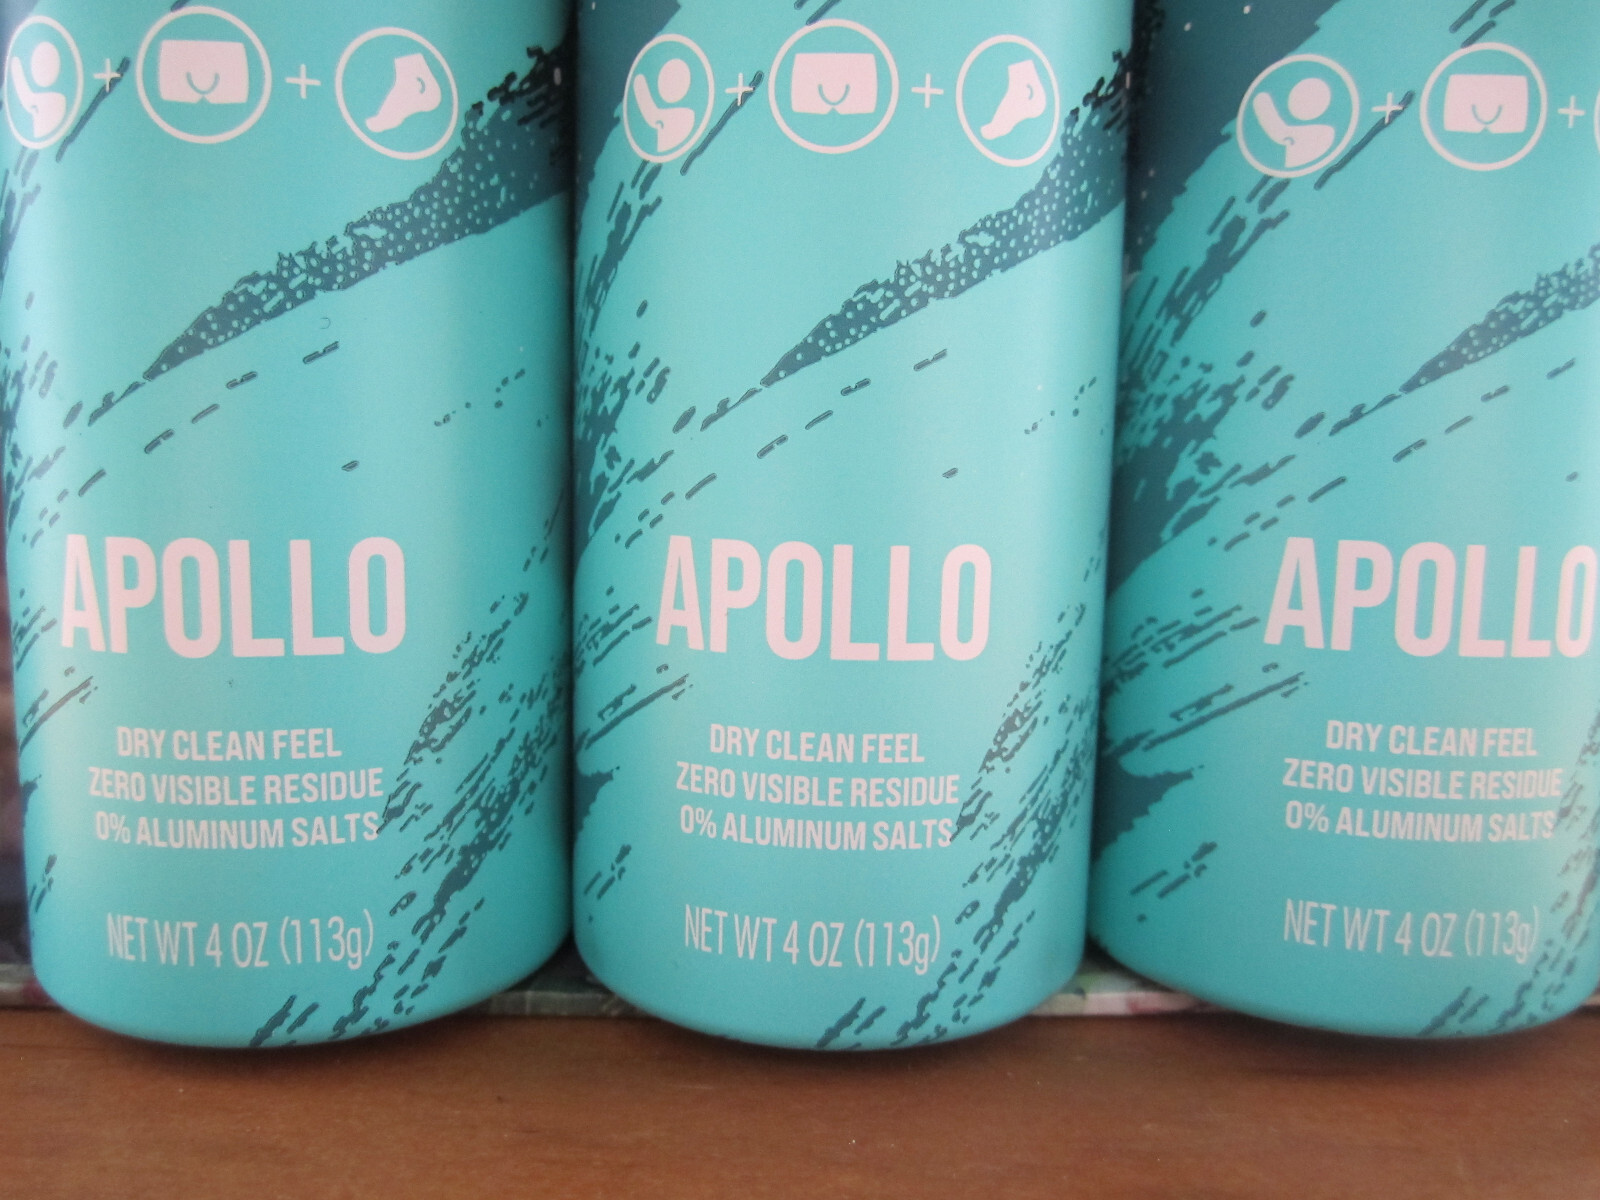 APOLLO
DRY CLEAN FEEL
ZERO VISIBLE RESIDUE
0% ALUMINUM SALTS
NET WT 4 OZ (113g)
APOLLO
DRY CLEAN FEEL
ZERO VISIBLE RESIDUE
0% ALUMINUM SALTS
NET WT 4 OZ (113g)
APOLLO
DRY CLEAN FEEL
ZERO VISIBLE RESIDUE
0% ALUMINUM SALTS
NET WT 4 OZ (113g)